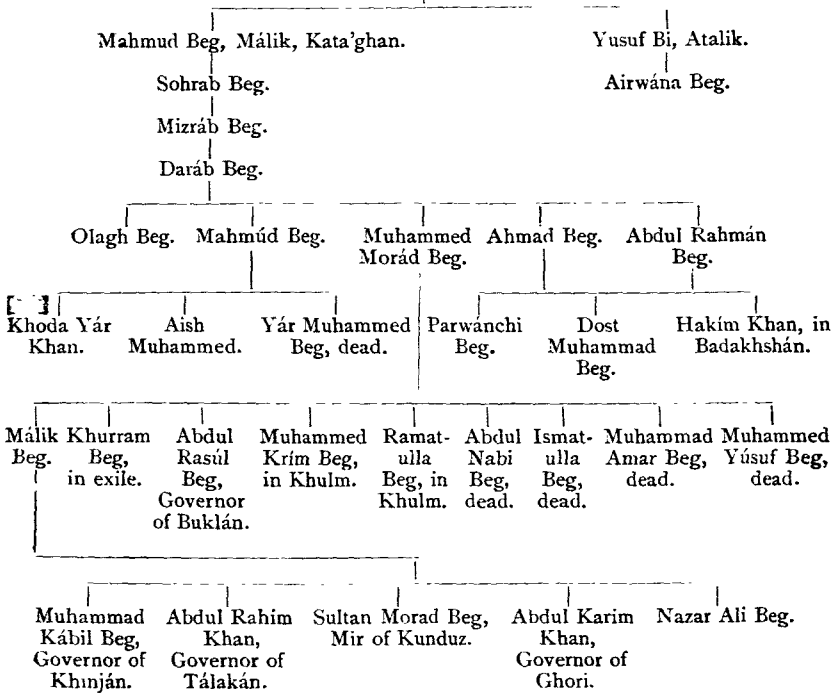 Mahmud Beg, Málik, Kata'ghan. Yusuf Bi, Atalik.
Sohrab Beg. Airwána Beg.
Mizráb Beg.
Daráb Beg.
Olagh Beg. Mahmúd Beg. Muhammed Ahmad Beg. Abdul Rahmán
Morád Beg. Beg.
Khoda Yár Aish Yár Muhammed Parwánchi Dost Hakím Khan, in
Khan. Muhammed. Beg, dead. Beg. Muhammad Badakhshán.
Beg.
Málik Khurram Abdul Muhammed Ramat- Abdul Ismat- Muhammad Muhammed
Beg. Beg, Rasúl Krím Beg, ulla Nabi ulla Amar Beg, Yúsuf Beg,
in exile. Beg, in Khulm. Beg, in Beg, Beg, dead. dead.
Governor Khulm. dead. dead.
of Buklán.
Muhammad Abdul Rahim Sultan Morad Beg, Abdul Karim Nazar Ali Beg.
Kábil Beg, Khan, Mir of Kunduz. Khan,
Governor of Governor of Governor of
Khinján. Tálakán. Ghori.